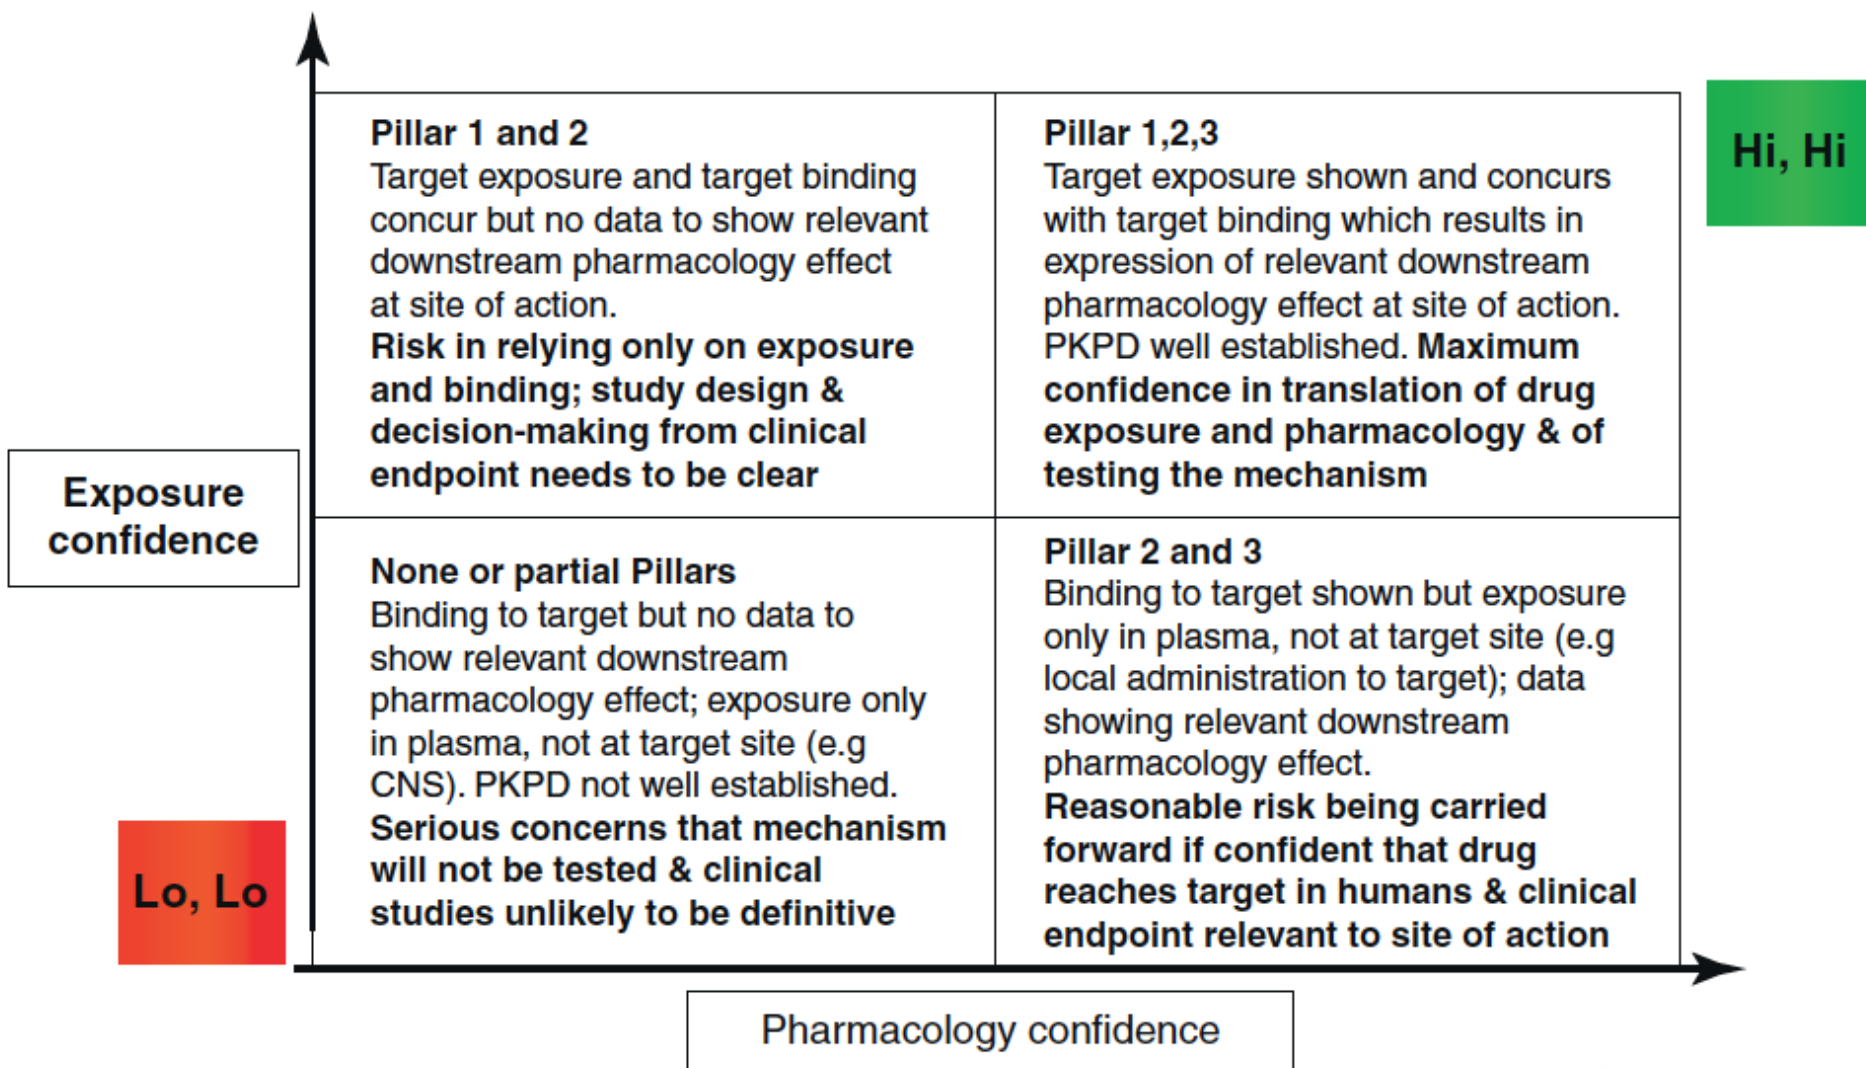 Pillar 1 and 2
Target exposure and target binding
concur but no data to show relevant
downstream pharmacology effect
at site of action.
Risk in relying only on exposure
and binding; study design &
decision-making from clinical
endpoint needs to be clear
Pillar 1,2,3
Target exposure shown and concurs
with target binding which results in
expression of relevant downstream
pharmacology effect at site of action.
PKPD well established. Maximum
confidence in translation of drug
exposure and pharmacology & of
testing the mechanism
Hi, Hi
Exposure
confidence
None or partial Pillars
Binding to target but no data to
show relevant downstream
pharmacology effect; exposure only
in plasma, not at target site (e.g
CNS). PKPD not well established.
Serious concerns that mechanism
will not be tested & clinical
studies unlikely to be definitive
Pillar 2 and 3
Binding to target shown but exposure
only in plasma, not at target site (e.g
local administration to target); data
showing relevant downstream
pharmacology effect.
Reasonable risk being carried
forward if confident that drug
reaches target in humans & clinical
endpoint relevant to site of action
Lo, Lo
Pharmacology confidence